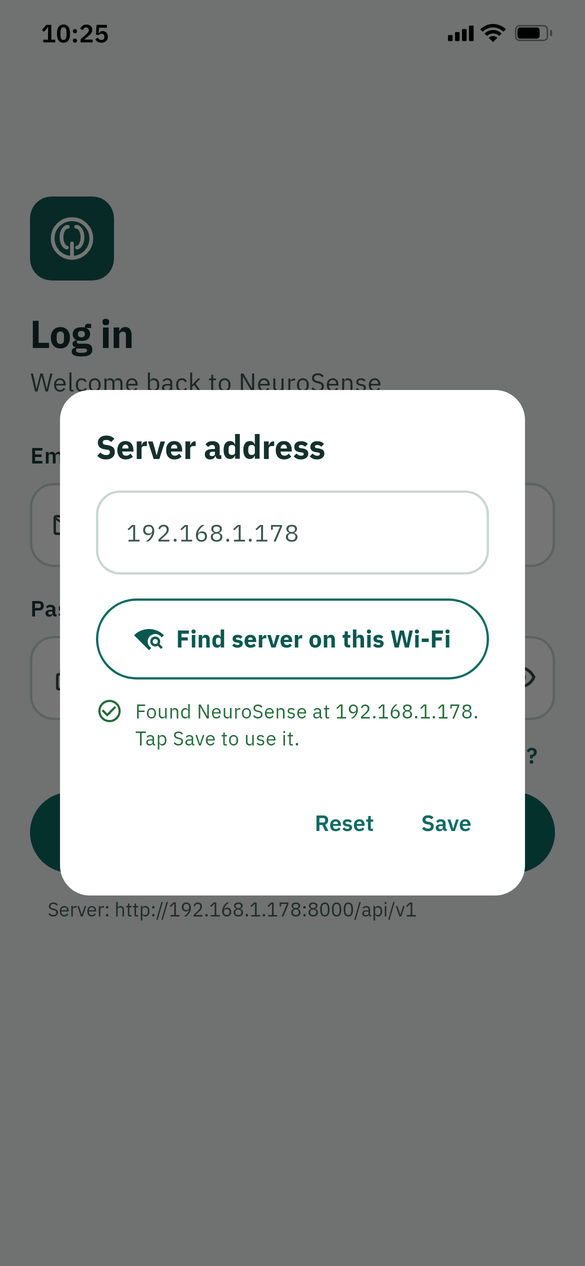 10:25
Log in
Welcome back to NeuroSense
Server address
192.168.1.178
Find server on this Wi-Fi
Found NeuroSense at 192.168.1.178.
Tap Save to use it.
?
Reset
Save
Server: http://192.168.1.178:8000/api/v1